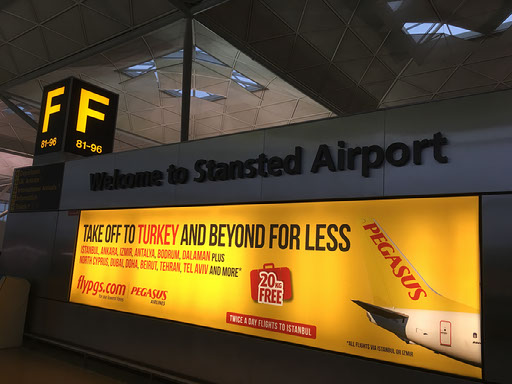 F F
81-96 81-96
Welcome to Stansted Airport
TAKE OFF TO TURKEY AND BEYOND FOR LESS
ISTANBUL, ANKARA, IZMIR, ANTALYA, BODRUM, DALAMAN PLUS
NORTH CYPRUS, DUBAI, DOHA, BEIRUT, TEHRAN, TEL AVIV AND MORE*
flypgs.com PEGASUS
AIRLINES
20KG
FREE
TWICE A DAY FLIGHTS TO ISTANBUL
PEGASUS
*ALL FLIGHTS VIA ISTANBUL OR IZMIR